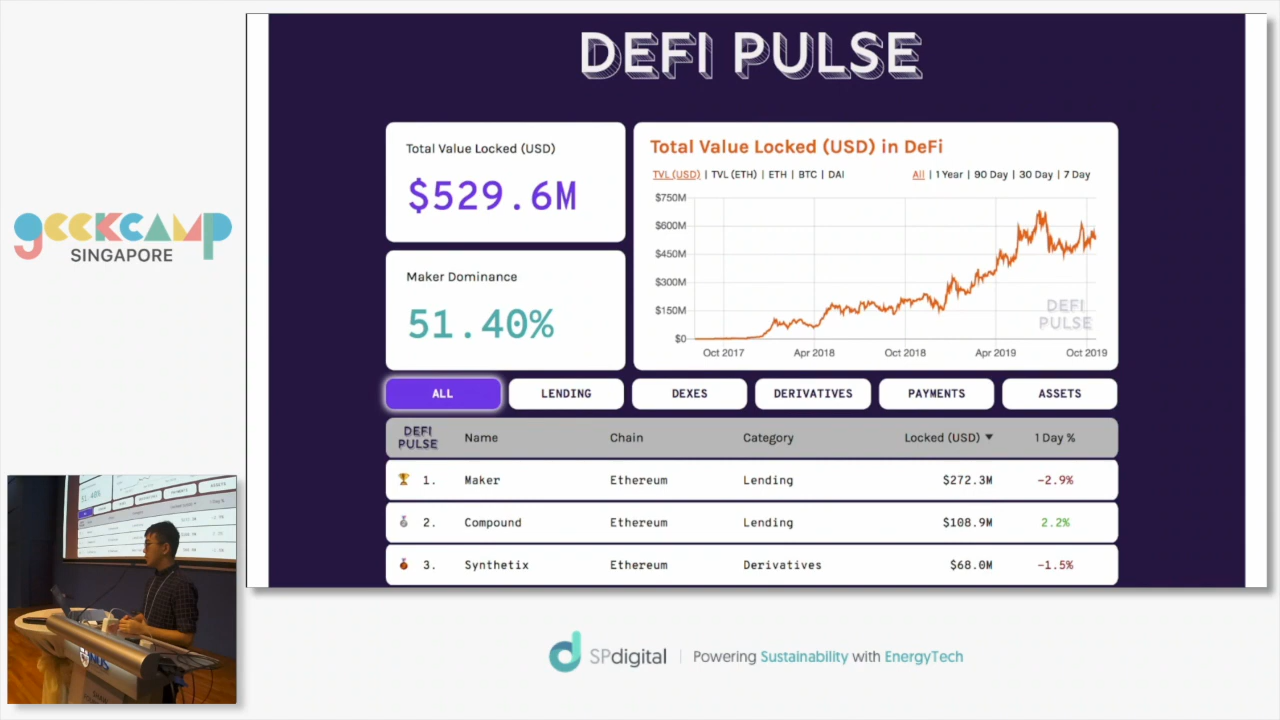 DEFI PULSE
Total Value Locked (USD)
$529.6M
Maker Dominance
51.40%
Total Value Locked (USD) in DeFi
TVL (USD) | TVL (ETH) | ETH | BTC | DAI
All | 1 Year | 90 Day | 30 Day | 7 Day
$750M
$600M
$450M
$300M
$150M
$0
Oct 2017 Apr 2018 Oct 2018 Apr 2019 Oct 2019
DEFI
PULSE
ALL LENDING DEXES DERIVATIVES PAYMENTS ASSETS
DEFI
PULSE
Name Chain Category Locked (USD) ▼ 1 Day %
1. Maker Ethereum Lending $272.3M -2.9%
2. Compound Ethereum Lending $108.9M 2.2%
3. Synthetix Ethereum Derivatives $68.0M -1.5%
geekcamp
SINGAPORE
51.40%
NUS
SPdigital | Powering Sustainability with EnergyTech